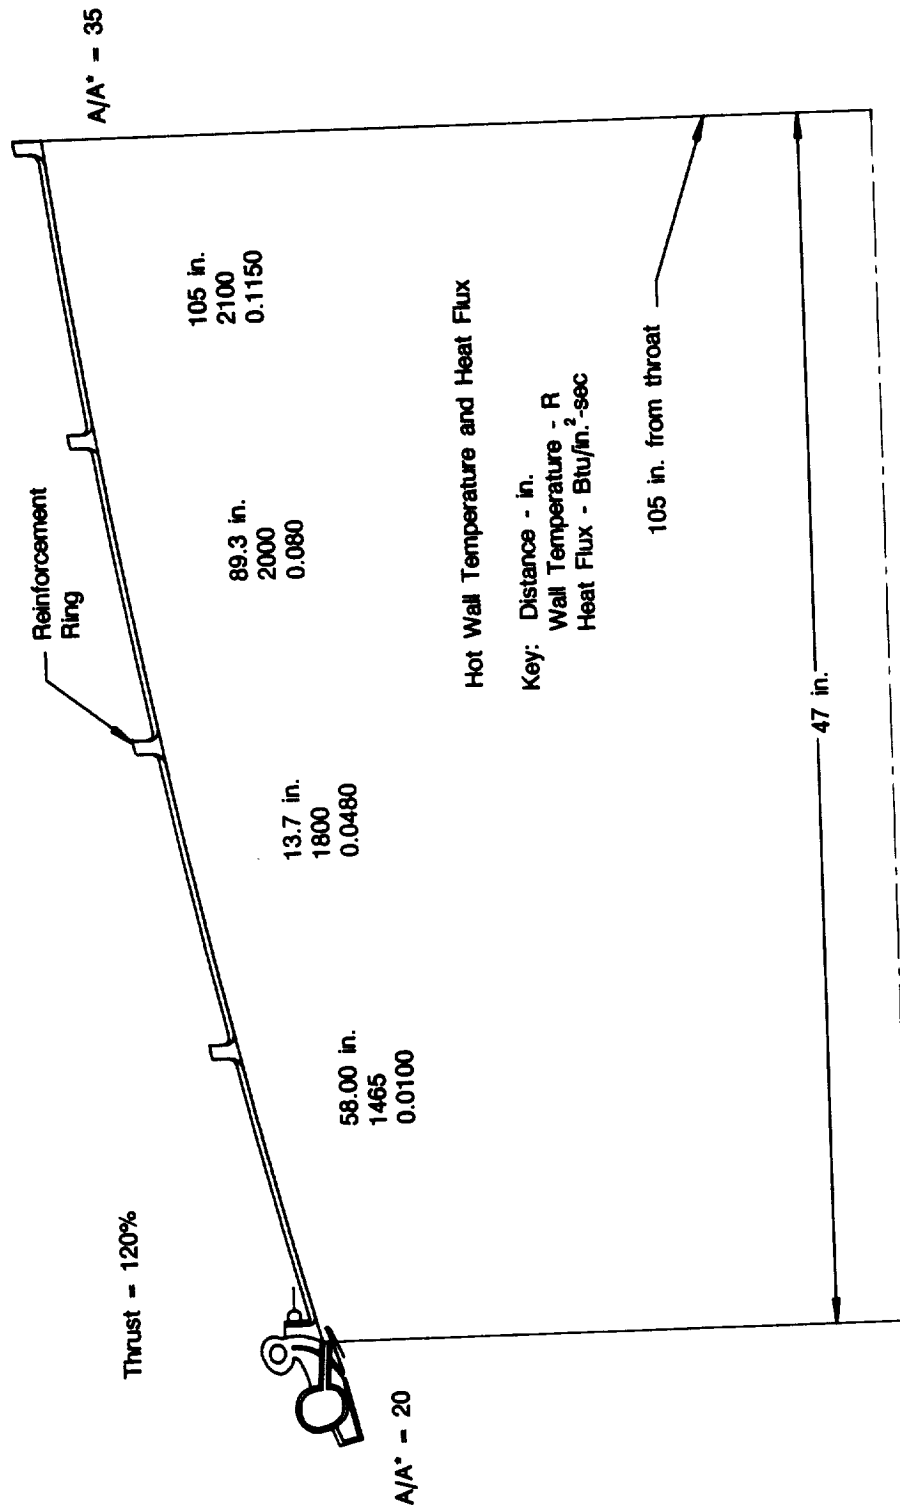 Thrust = 120%
A/A* = 20
A/A* = 35
Reinforcement
Ring
58.00 in.
1465
0.0100
13.7 in.
1800
0.0480
89.3 in.
2000
0.080
105 in.
2100
0.1150
Hot Wall Temperature and Heat Flux
Key: Distance - in.
Wall Temperature - R
Heat Flux - Btu/in.²-sec
105 in. from throat
47 in.